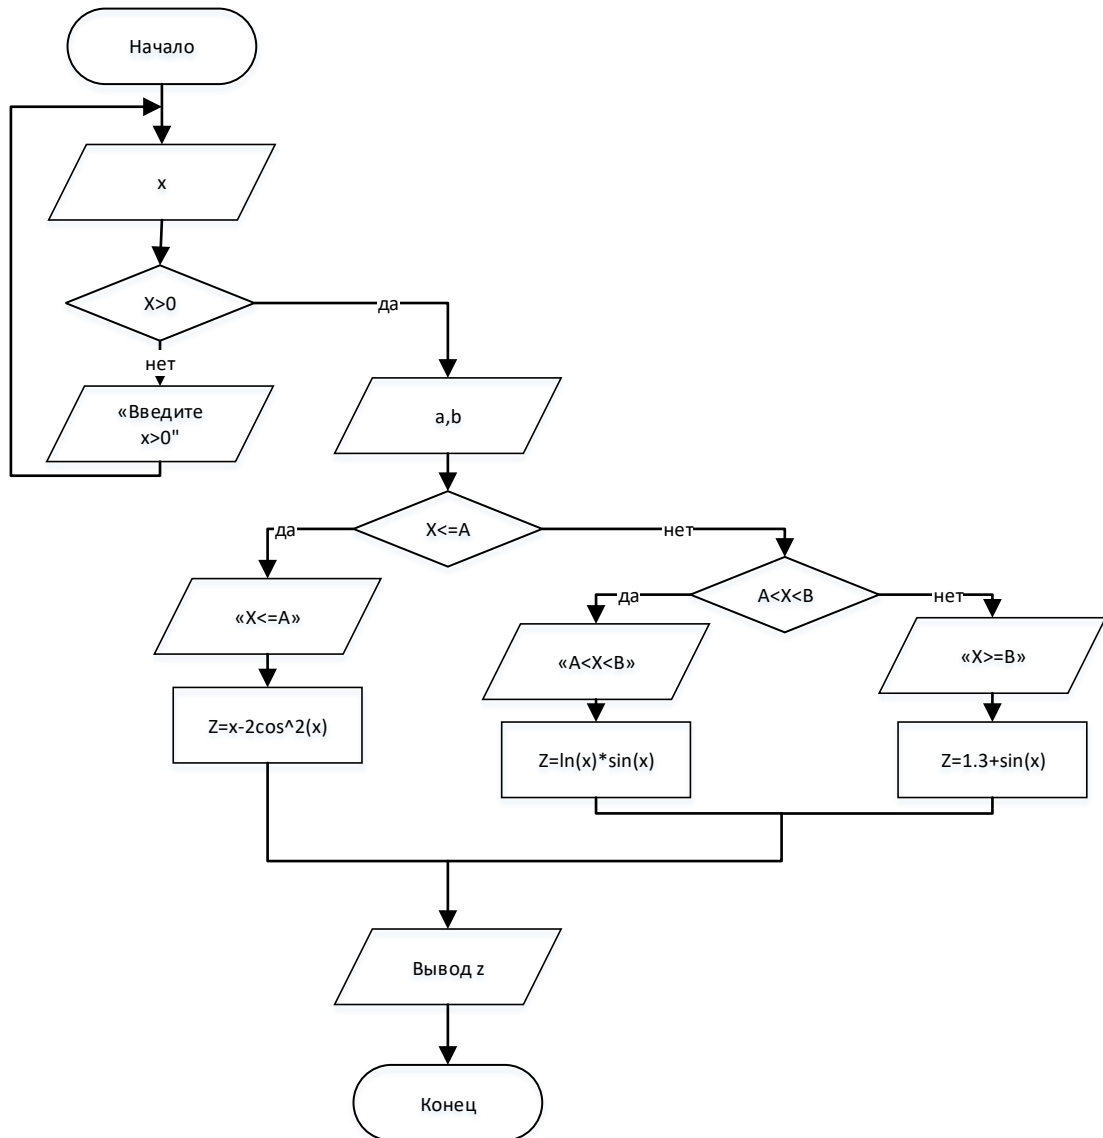 Начало
x
X>0
да
нет
«Введите
x>0"
a,b
X<=A
да
нет
A<X<B
да
нет
«X<=A»
«A<X<B»
«X>=B»
Z=x-2cos^2(x)
Z=ln(x)*sin(x)
Z=1.3+sin(x)
Вывод z
Конец